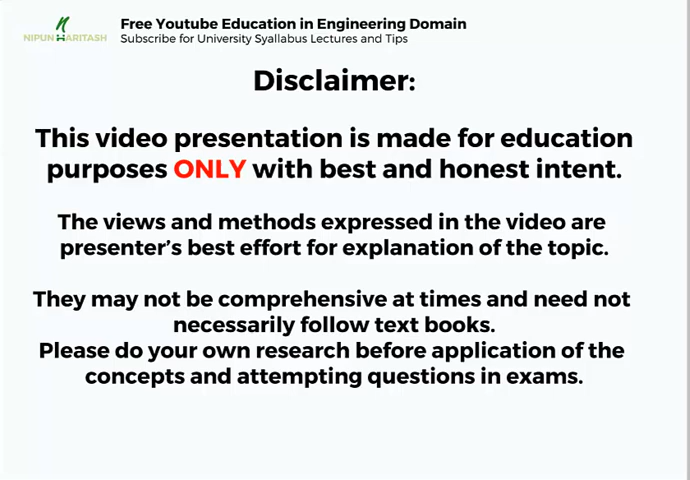 Free Youtube Education in Engineering Domain
NIPUN HARITASH
Subscribe for University Syallabus Lectures and Tips
Disclaimer:
This video presentation is made for education
purposes ONLY with best and honest intent.
The views and methods expressed in the video are
presenter's best effort for explanation of the topic.
They may not be comprehensive at times and need not
necessarily follow text books.
Please do your own research before application of the
concepts and attempting questions in exams.